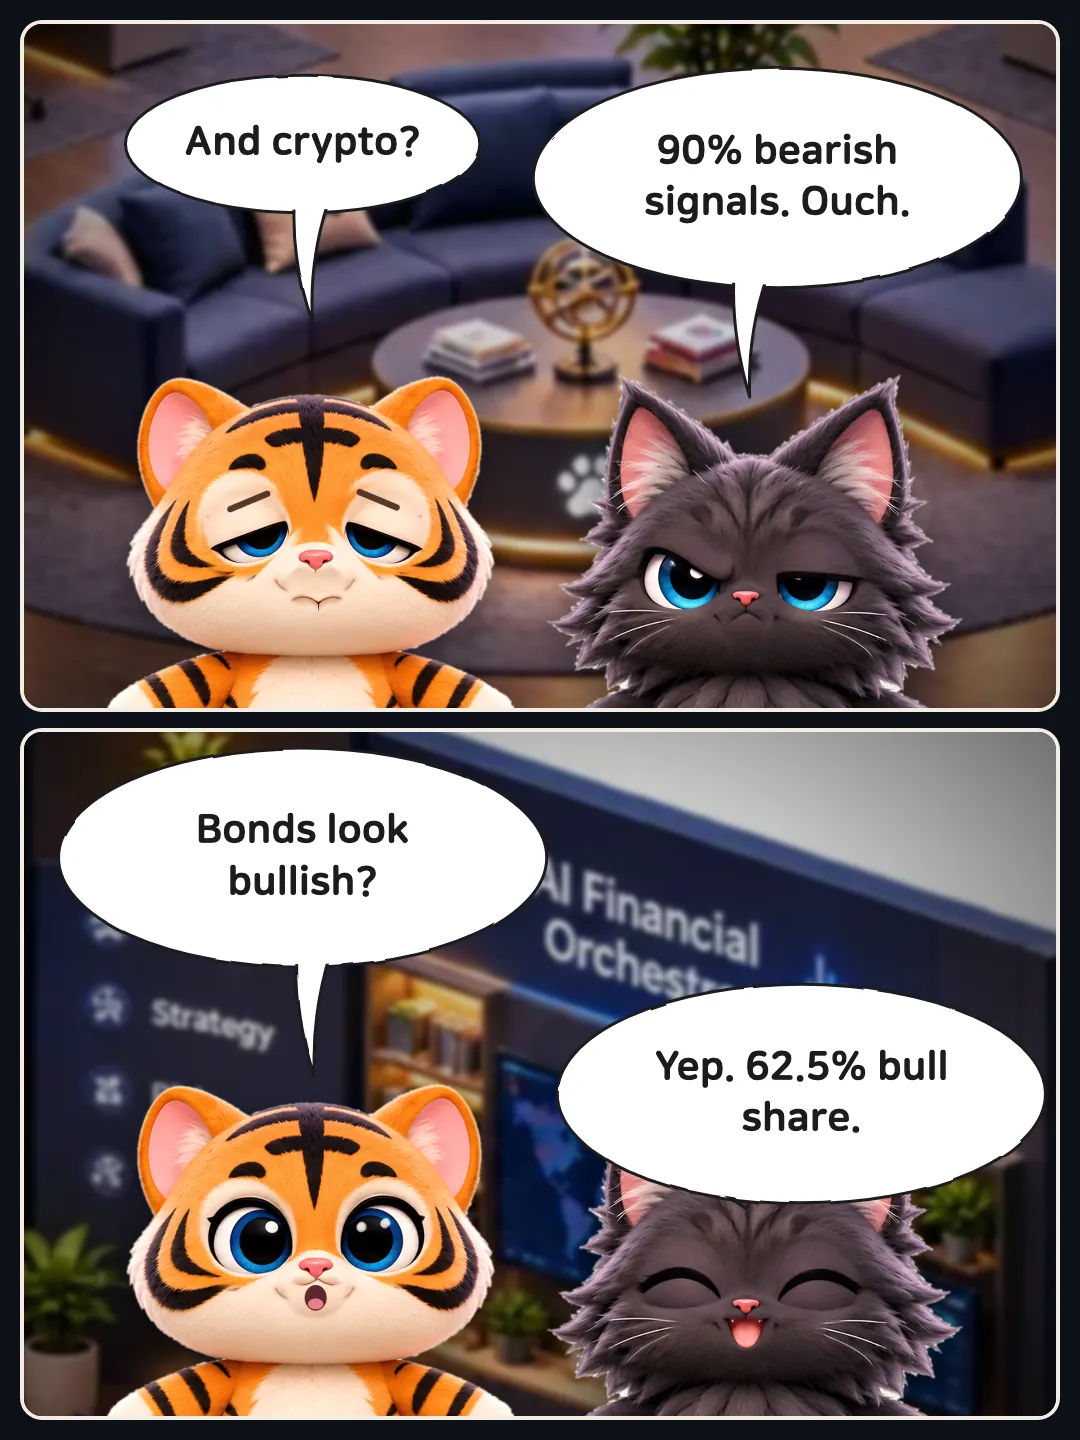 And crypto?
90% bearish
signals. Ouch.
Bonds look
bullish?
AI Financial
Strategy
Yep. 62.5% bull
share.